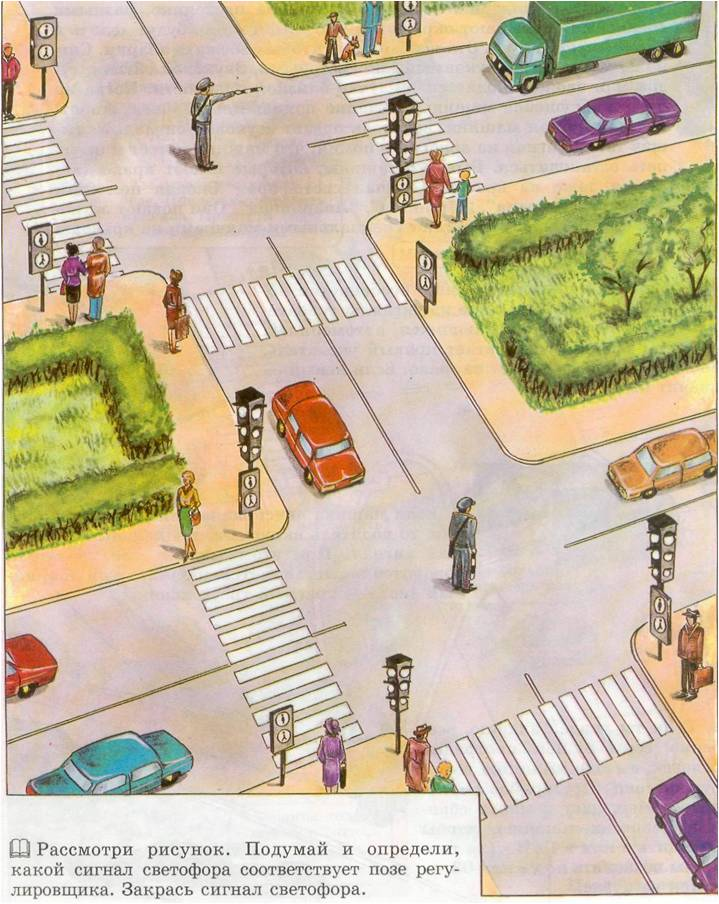 Рассмотри рисунок. Подумай и определи,
какой сигнал светофора соответствует позе регу-
лировщика. Закрась сигнал светофора.